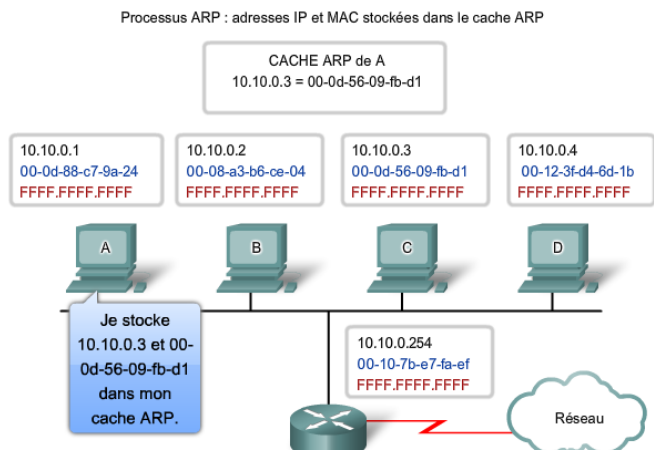 Processus ARP : adresses IP et MAC stockées dans le cache ARP
CACHE ARP de A
10.10.0.3 = 00-0d-56-09-fb-d1
10.10.0.1
00-0d-88-c7-9a-24
FFFF.FFFF.FFFF
10.10.0.2
00-08-a3-b6-ce-04
FFFF.FFFF.FFFF
10.10.0.3
00-0d-56-09-fb-d1
FFFF.FFFF.FFFF
10.10.0.4
00-12-3f-d4-6d-1b
FFFF.FFFF.FFFF
A
B
C
D
Je stocke
10.10.0.3 et 00-
0d-56-09-fb-d1
dans mon
cache ARP.
10.10.0.254
00-10-7b-e7-fa-ef
FFFF.FFFF.FFFF
Réseau